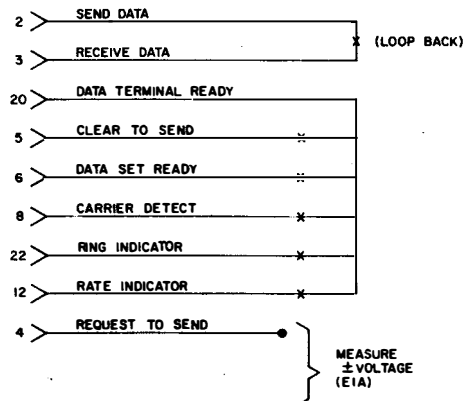 2 SEND DATA
(LOOP BACK)
3 RECEIVE DATA
20 DATA TERMINAL READY
5 CLEAR TO SEND
6 DATA SET READY
8 CARRIER DETECT
22 RING INDICATOR
12 RATE INDICATOR
4 REQUEST TO SEND
MEASURE
±VOLTAGE
(EIA)